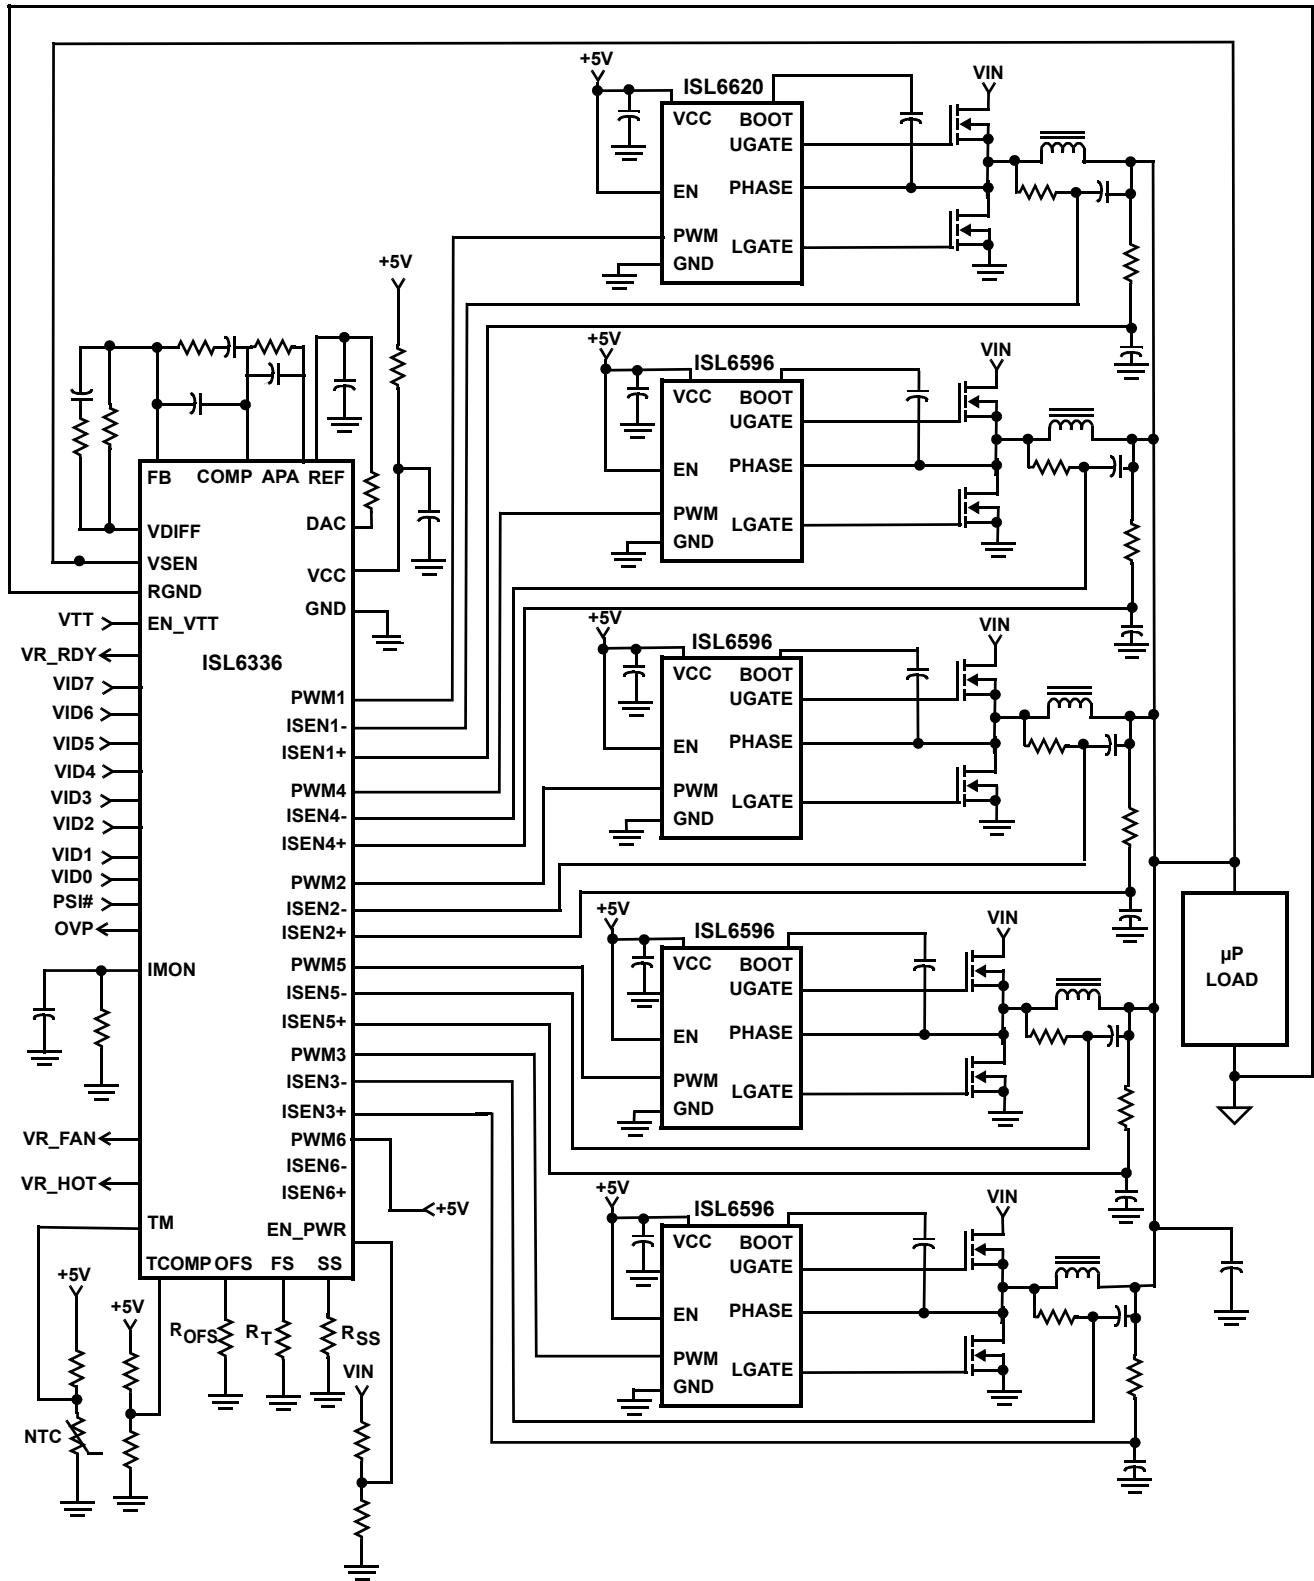 +5V
ISL6620
VIN
VCC
BOOT
UGATE
EN
PHASE
PWM
LGATE
GND
+5V
+5V
ISL6596
VIN
VCC
BOOT
UGATE
EN
PHASE
PWM
LGATE
GND
FB
COMP
APA
REF
DAC
VDIFF
VSEN
RGND
VCC
GND
VTT
EN_VTT
VR_RDY
ISL6336
VID7
VID6
VID5
VID4
VID3
VID2
VID1
VID0
PSI#
OVP
IMON
VR_FAN
VR_HOT
TM
PWM1
ISEN1-
ISEN1+
PWM4
ISEN4-
ISEN4+
PWM2
ISEN2-
ISEN2+
PWM5
ISEN5-
ISEN5+
PWM3
ISEN3-
ISEN3+
PWM6
ISEN6-
ISEN6+
+5V
EN_PWR
TCOMP
OFS
FS
SS
+5V
ISL6596
VIN
VCC
BOOT
UGATE
EN
PHASE
PWM
LGATE
GND
+5V
ISL6596
VIN
VCC
BOOT
UGATE
EN
PHASE
PWM
LGATE
GND
µP
LOAD
+5V
ISL6596
VIN
VCC
BOOT
UGATE
EN
PHASE
PWM
LGATE
GND
+5V
+5V
ROFS
RT
RSS
VIN
NTC